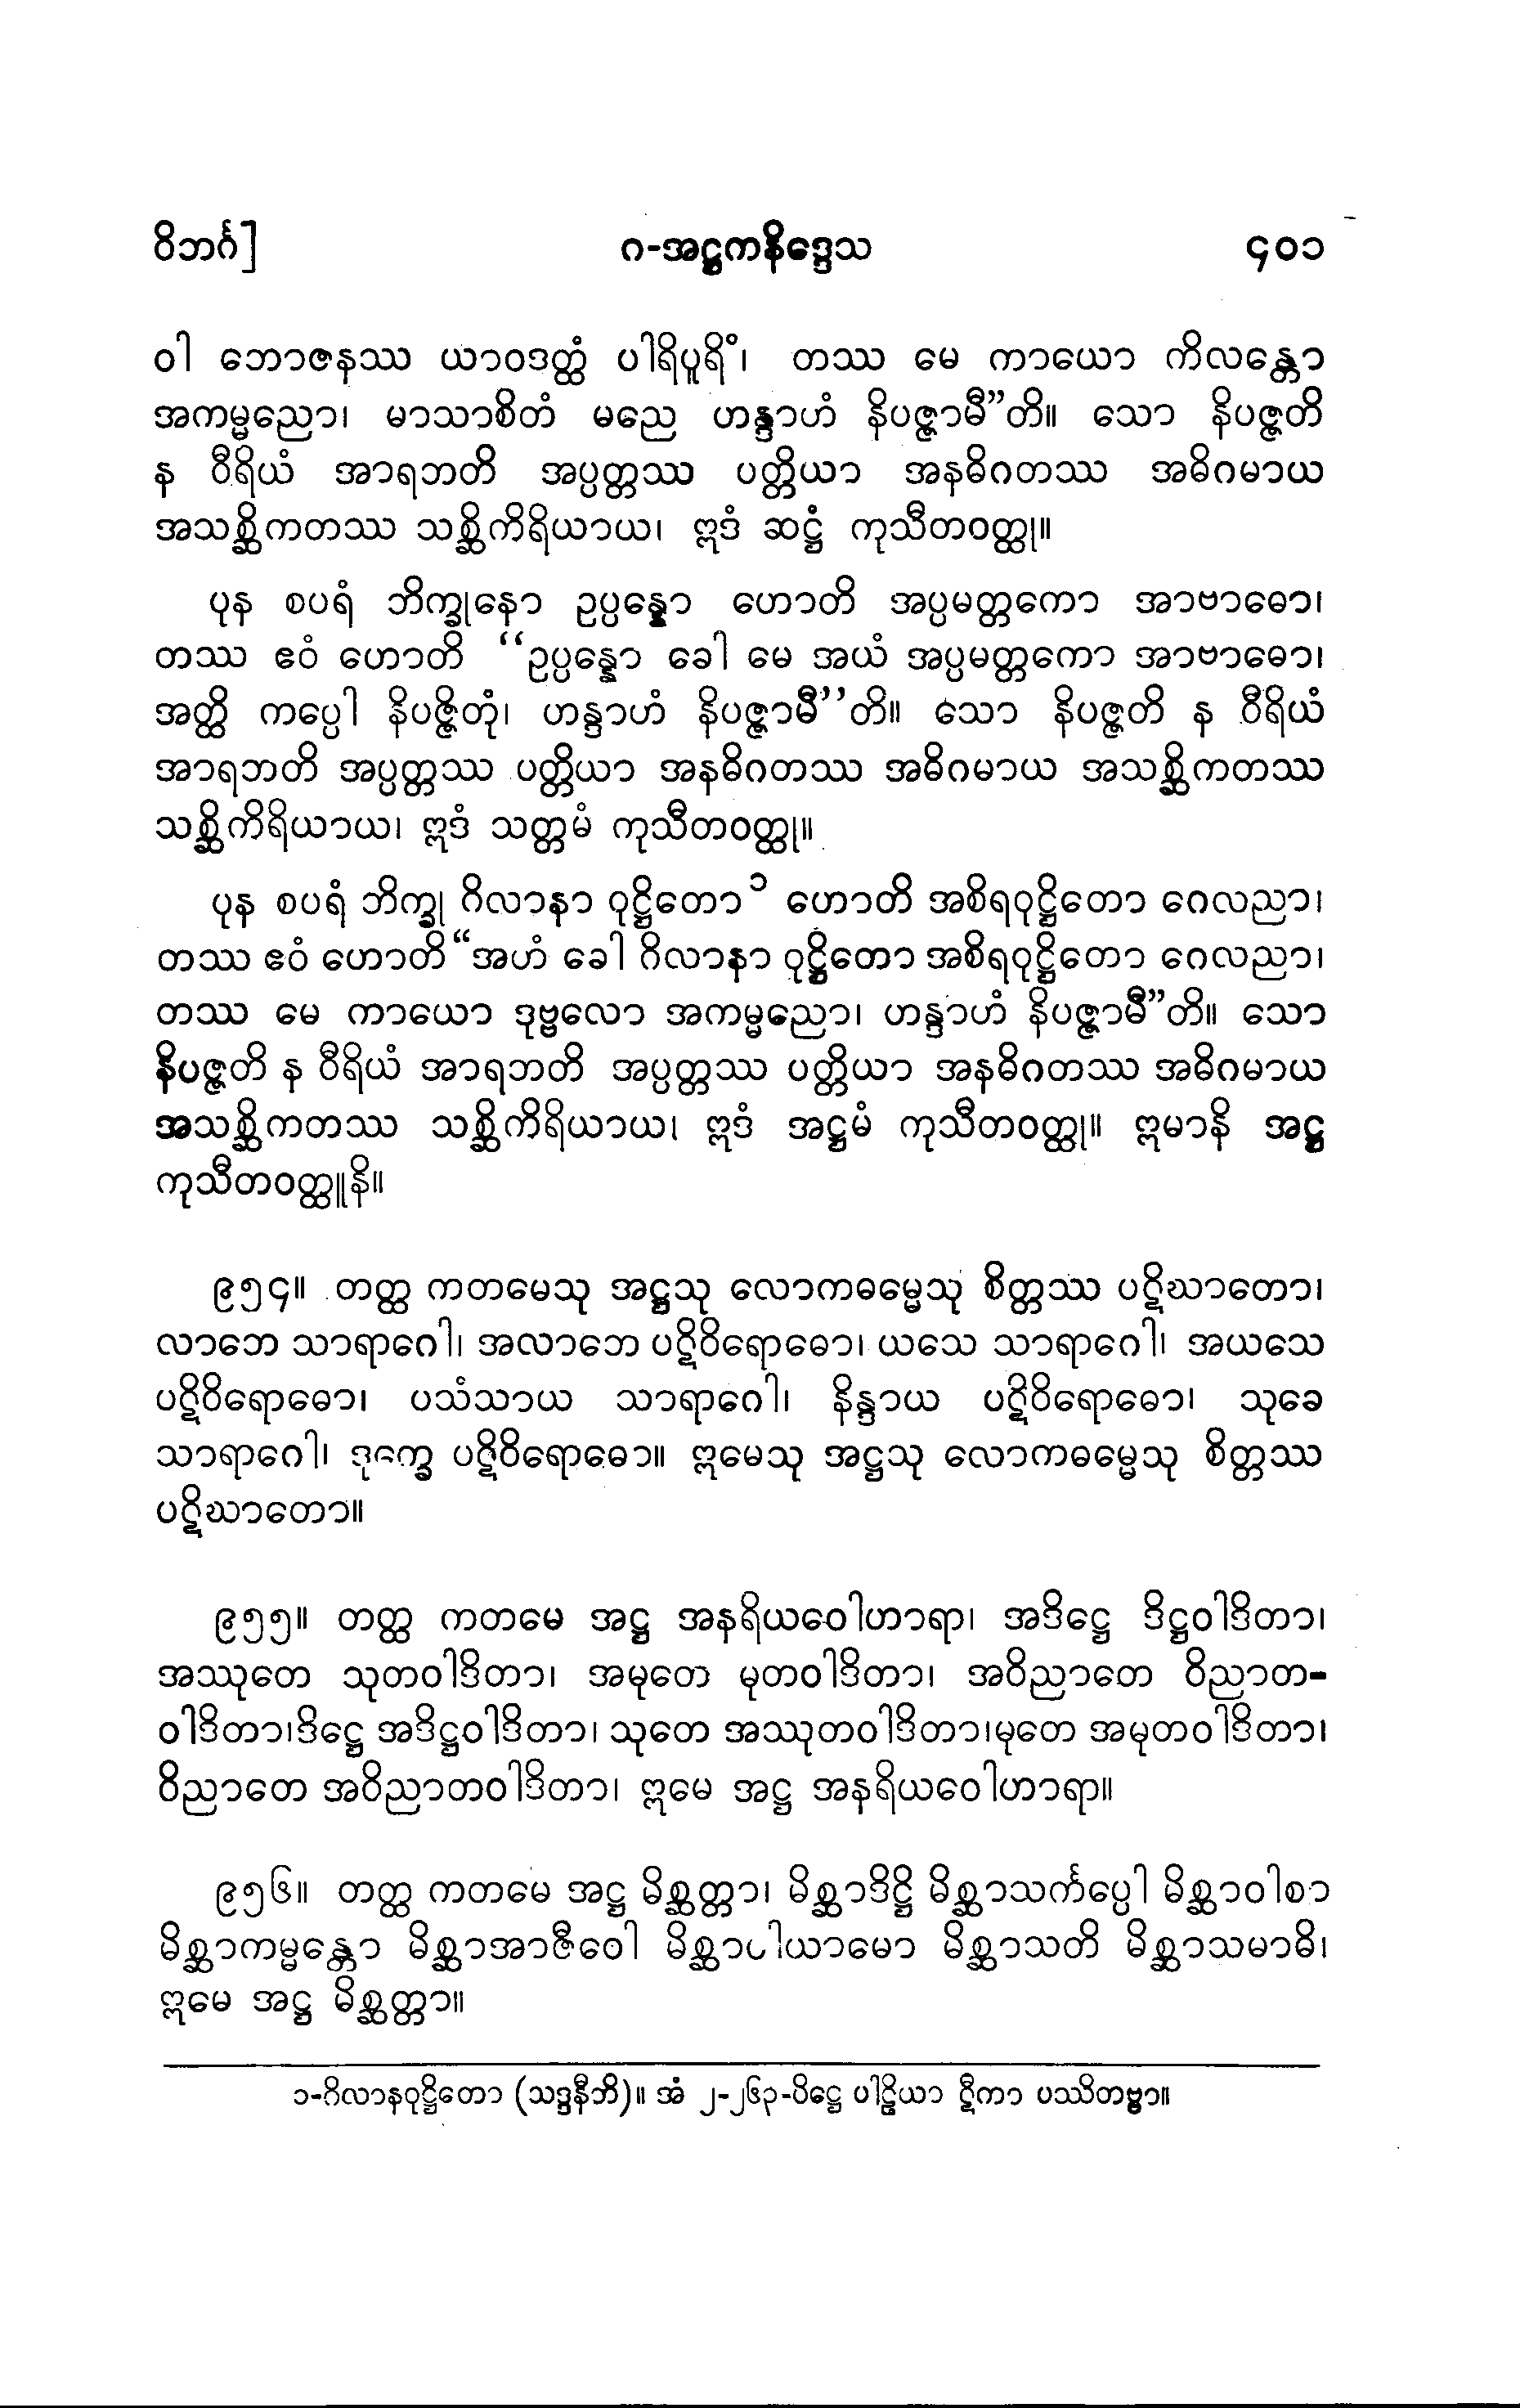 ဝိဘင်္ဂ] ဂ-အဋ္ဌကနိဒ္ဒေသ ၄၀၁
ဝါ ဘောဇနဿ ယာဝဒတ္ထံ ပါရိပူရိံ၊ တဿ မေ ကာယော ကိလန္တော
အကမ္မညော၊ မာသာစိတံ မညေ ဟန္ဒာဟံ နိပဇ္ဇာမီ”တိ။ သော နိပဇ္ဇတိ
န ဝီရိယံ အာရဘတိ အပ္ပတ္တဿ ပတ္တိယာ အနဓိဂတဿ အဓိဂမာယ
အသစ္ဆိကတဿ သစ္ဆိကိရိယာယ၊ ဣဒံ ဆဋ္ဌံ ကုသီတဝတ္ထု။
ပုန စပရံ ဘိက္ခုနော ဥပ္ပန္နော ဟောတိ အပ္ပမတ္တကော အာဗာဓော၊
တဿ ဧဝံ ဟောတိ “ဥပ္ပန္နော ခေါ မေ အယံ အပ္ပမတ္တကော အာဗာဓော၊
အတ္ထိ ကပ္ပေါ နိပဇ္ဇိတုံ၊ ဟန္ဒာဟံ နိပဇ္ဇာမီ”တိ။ သော နိပဇ္ဇတိ န ဝီရိယံ
အာရဘတိ အပ္ပတ္တဿ ပတ္တိယာ အနဓိဂတဿ အဓိဂမာယ အသစ္ဆိကတဿ
သစ္ဆိကိရိယာယ၊ ဣဒံ သတ္တမံ ကုသီတဝတ္ထု။
ပုန စပရံ ဘိက္ခု ဂိလာနာ ဝုဋ္ဌိတော၁ ဟောတိ အစိရဝုဋ္ဌိတော ဂေလညာ၊
တဿ ဧဝံ ဟောတိ “အဟံ ခေါ ဂိလာနာ ဝုဋ္ဌိတော အစိရဝုဋ္ဌိတော ဂေလညာ၊
တဿ မေ ကာယော ဒုဗ္ဗလော အကမ္မညော၊ ဟန္ဒာဟံ နိပဇ္ဇာမီ”တိ။ သော
နိပဇ္ဇတိ န ဝီရိယံ အာရဘတိ အပ္ပတ္တဿ ပတ္တိယာ အနဓိဂတဿ အဓိဂမာယ
အသစ္ဆိကတဿ သစ္ဆိကိရိယာယ၊ ဣဒံ အဋ္ဌမံ ကုသီတဝတ္ထု။ ဣမာနိ အဋ္ဌ
ကုသီတဝတ္ထူနိ။
၉၅၄။ တတ္ထ ကတမေသု အဋ္ဌသု လောကဓမ္မေသု စိတ္တဿ ပဋိဃာတော၊
လာဘေ သာရာဂေါ၊ အလာဘေ ပဋိဝိရောဓော၊ ယသေ သာရာဂေါ၊ အယသေ
ပဋိဝိရောဓော၊ ပသံသာယ သာရာဂေါ၊ နိန္ဒာယ ပဋိဝိရောဓော၊ သုခေ
သာရာဂေါ၊ ဒုက္ခေ ပဋိဝိရောဓော။ ဣမေသု အဋ္ဌသု လောကဓမ္မေသု စိတ္တဿ
ပဋိဃာတော။
၉၅၅။ တတ္ထ ကတမေ အဋ္ဌ အနရိယဝေါဟာရာ၊ အဒိဋ္ဌေ ဒိဋ္ဌဝါဒိတာ၊
အဿုတေ သုတဝါဒိတာ၊ အမုတေ မုတဝါဒိတာ၊ အဝိညာတေ ဝိညာတ-
ဝါဒိတာ၊ဒိဋ္ဌေ အဒိဋ္ဌဝါဒိတာ၊ သုတေ အဿုတဝါဒိတာ၊မုတေ အမုတဝါဒိတာ၊
ဝိညာတေ အဝိညာတဝါဒိတာ၊ ဣမေ အဋ္ဌ အနရိယဝေါဟာရာ။
၉၅၆။ တတ္ထ ကတမေ အဋ္ဌ မိစ္ဆတ္တာ၊ မိစ္ဆာဒိဋ္ဌိ မိစ္ဆာသင်္ကပ္ပေါ မိစ္ဆာဝါစာ
မိစ္ဆာကမ္မန္တော မိစ္ဆာအာဇီဝေါ မိစ္ဆာဝါယာမော မိစ္ဆာသတိ မိစ္ဆာသမာဓိ၊
ဣမေ အဋ္ဌ မိစ္ဆတ္တာ။
၁-ဂိလာနဝုဋ္ဌိတော (သဒ္ဒနီဘိ)။ အံ ၂-၂၆၃-ပိဋ္ဌေ ပါဠိယာ ဋီကာ ပဿိတဗ္ဗာ။